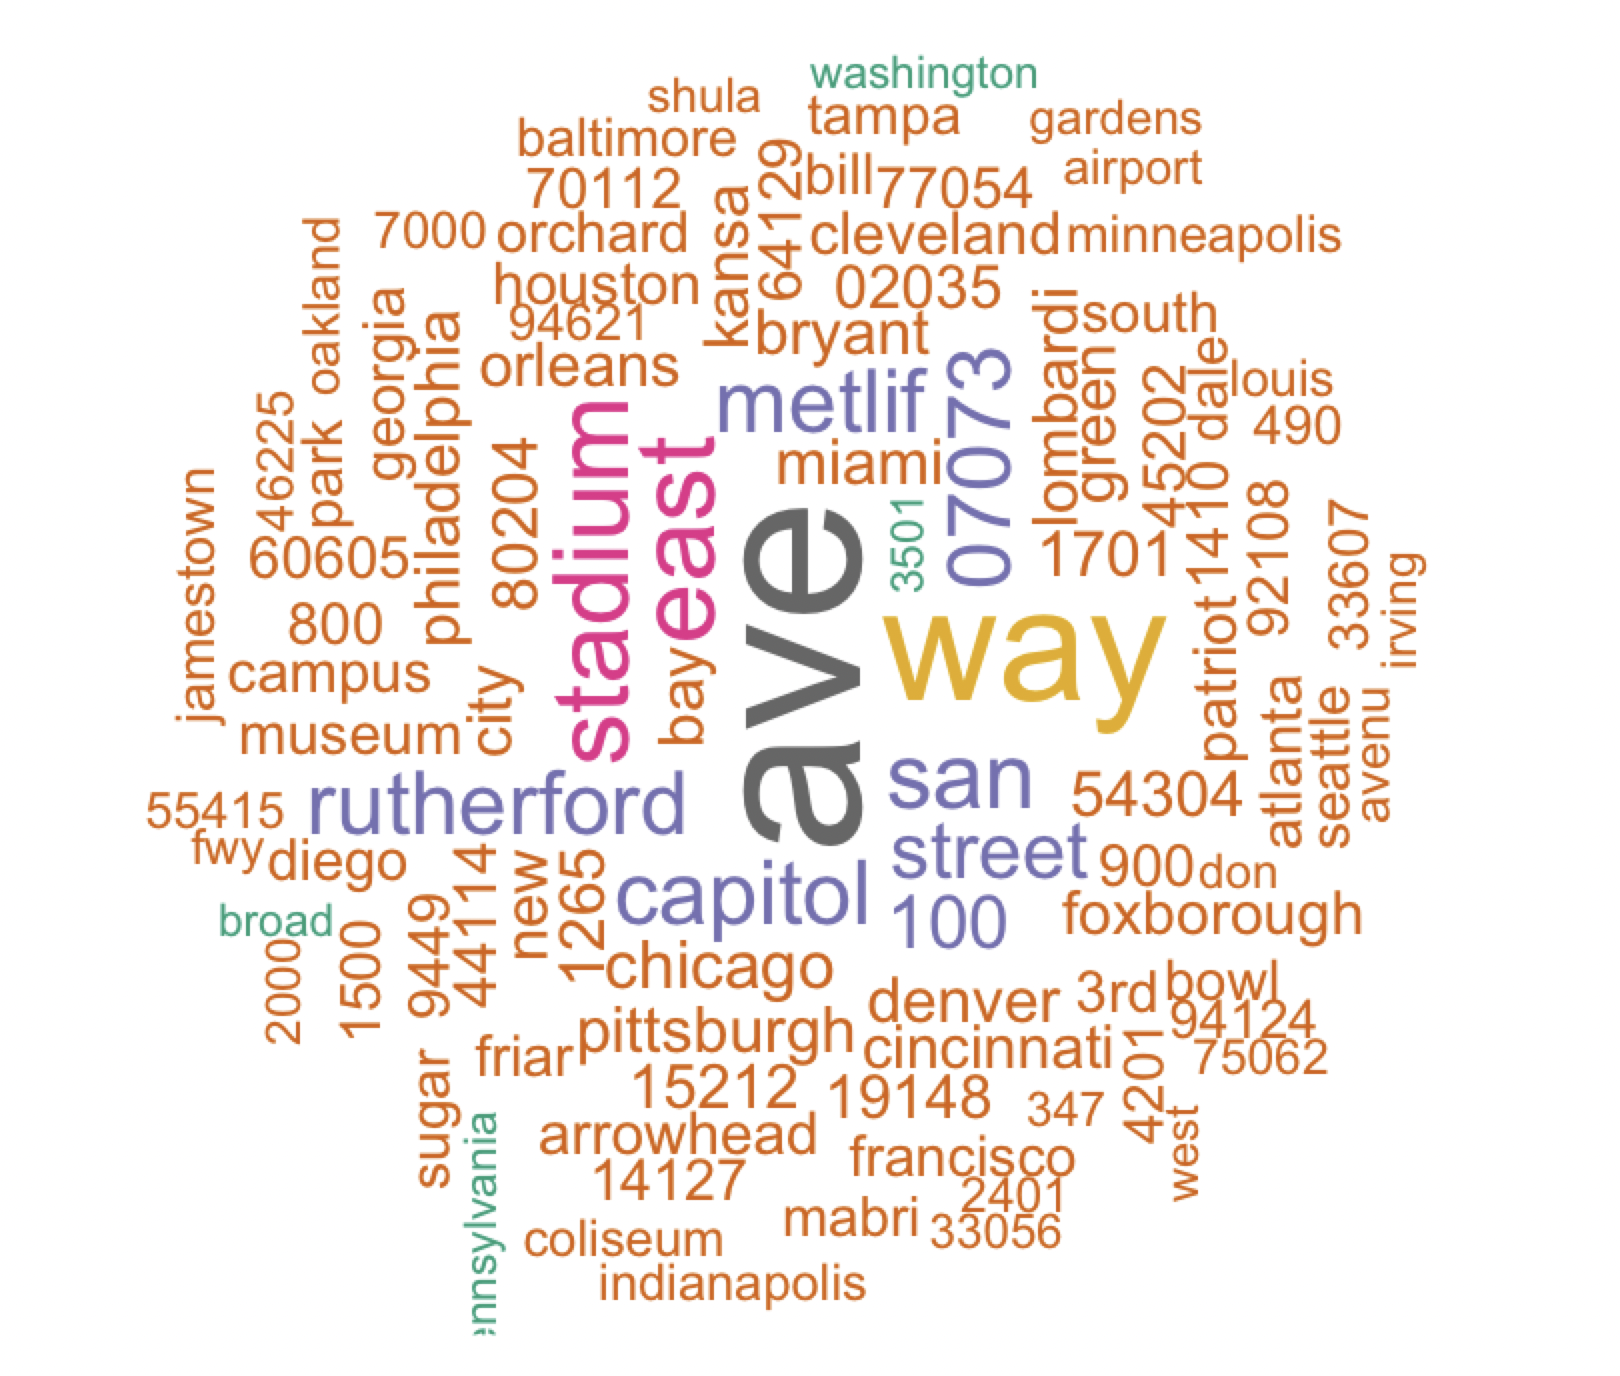 washington
shula
tampa
gardens
baltimore
airport
70112
64129
bill
77054
7000
orchard
kansa
cleveland
minneapolis
oakland
houston
02035
94621
bryant
lombardi
south
georgia
philadelphia
orleans
metlif
07073
green
45202
dale
louis
490
46225
park
80204
stadium
east
miami
3501
1701
1410
92108
33607
irving
jamestown
60605
ave
way
800
campus
city
bay
patriot
museum
san
54304
atlanta
seattle
avenu
55415
rutherford
street
fwy
diego
new
1265
capitol
900
don
broad
100
foxborough
2000
1500
9449
44114
chicago
denver
3rd
bowl
94124
friar
pittsburgh
cincinnati
4201
75062
sugar
15212
19148
347
west
arrowhead
francisco
nnsylvania
14127
2401
mabri
33056
coliseum
indianapolis